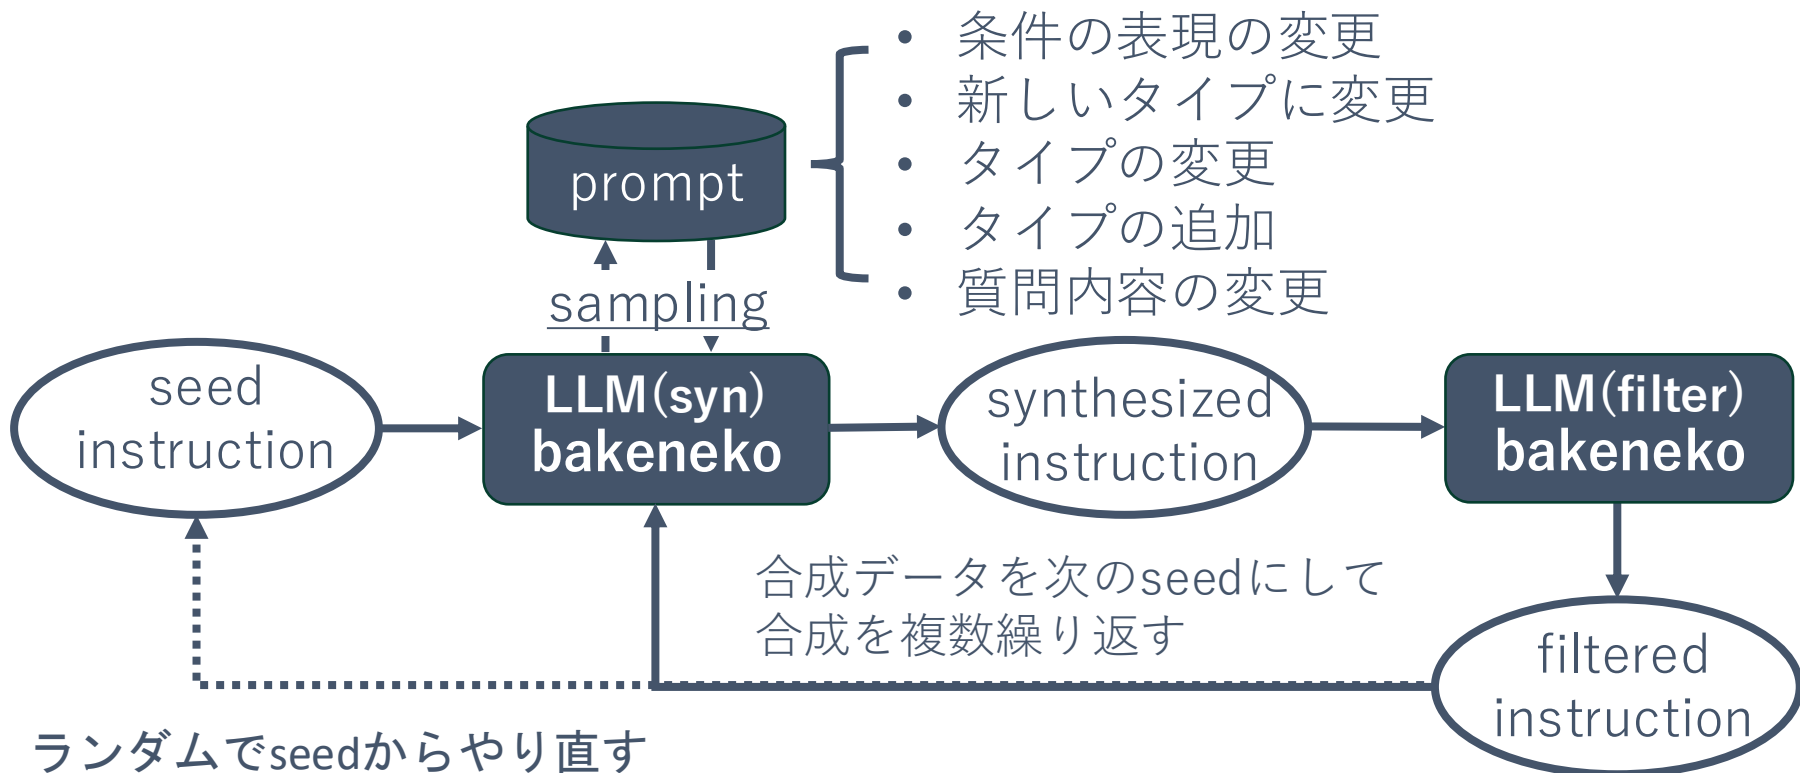 • 条件の表現の変更
• 新しいタイプに変更
• タイプの変更
• タイプの追加
• 質問内容の変更
prompt
sampling
seed
instruction
LLM(syn)
bakeneko
synthesized
instruction
LLM(filter)
bakeneko
合成データを次のseedにして
合成を複数繰り返す
filtered
instruction
ランダムでseedからやり直す